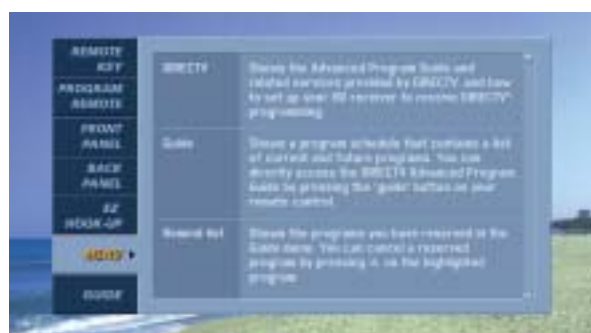 REMOTE
KEY
PROGRAM
REMOTE
FRONT
PANEL
BACK
PANEL
EZ
HOOK-UP
MENU
GUIDE
DIRECTV
Shows the Advanced Program Guide and
related services provided by DIRECTV, and how
to set up your receiver to receive DIRECTV®
programming.
Guide
Shows a program schedule that contains a list
of current and future programs. You can
directly access the DIRECTV Advanced Program
Guide by pressing the 'guide' button on your
remote control.
list
Shows the programs you have reserved in the
Guide menu. You can cancel a reserved
program by pressing on the highlighted
program.